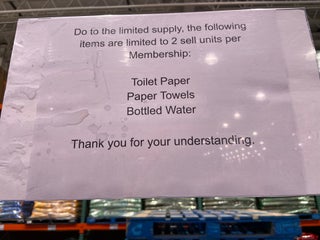 Do to the limited supply, the following
items are limited to 2 sell units per
Membership:
Toilet Paper
Paper Towels
Bottled Water
Thank you for your understanding.